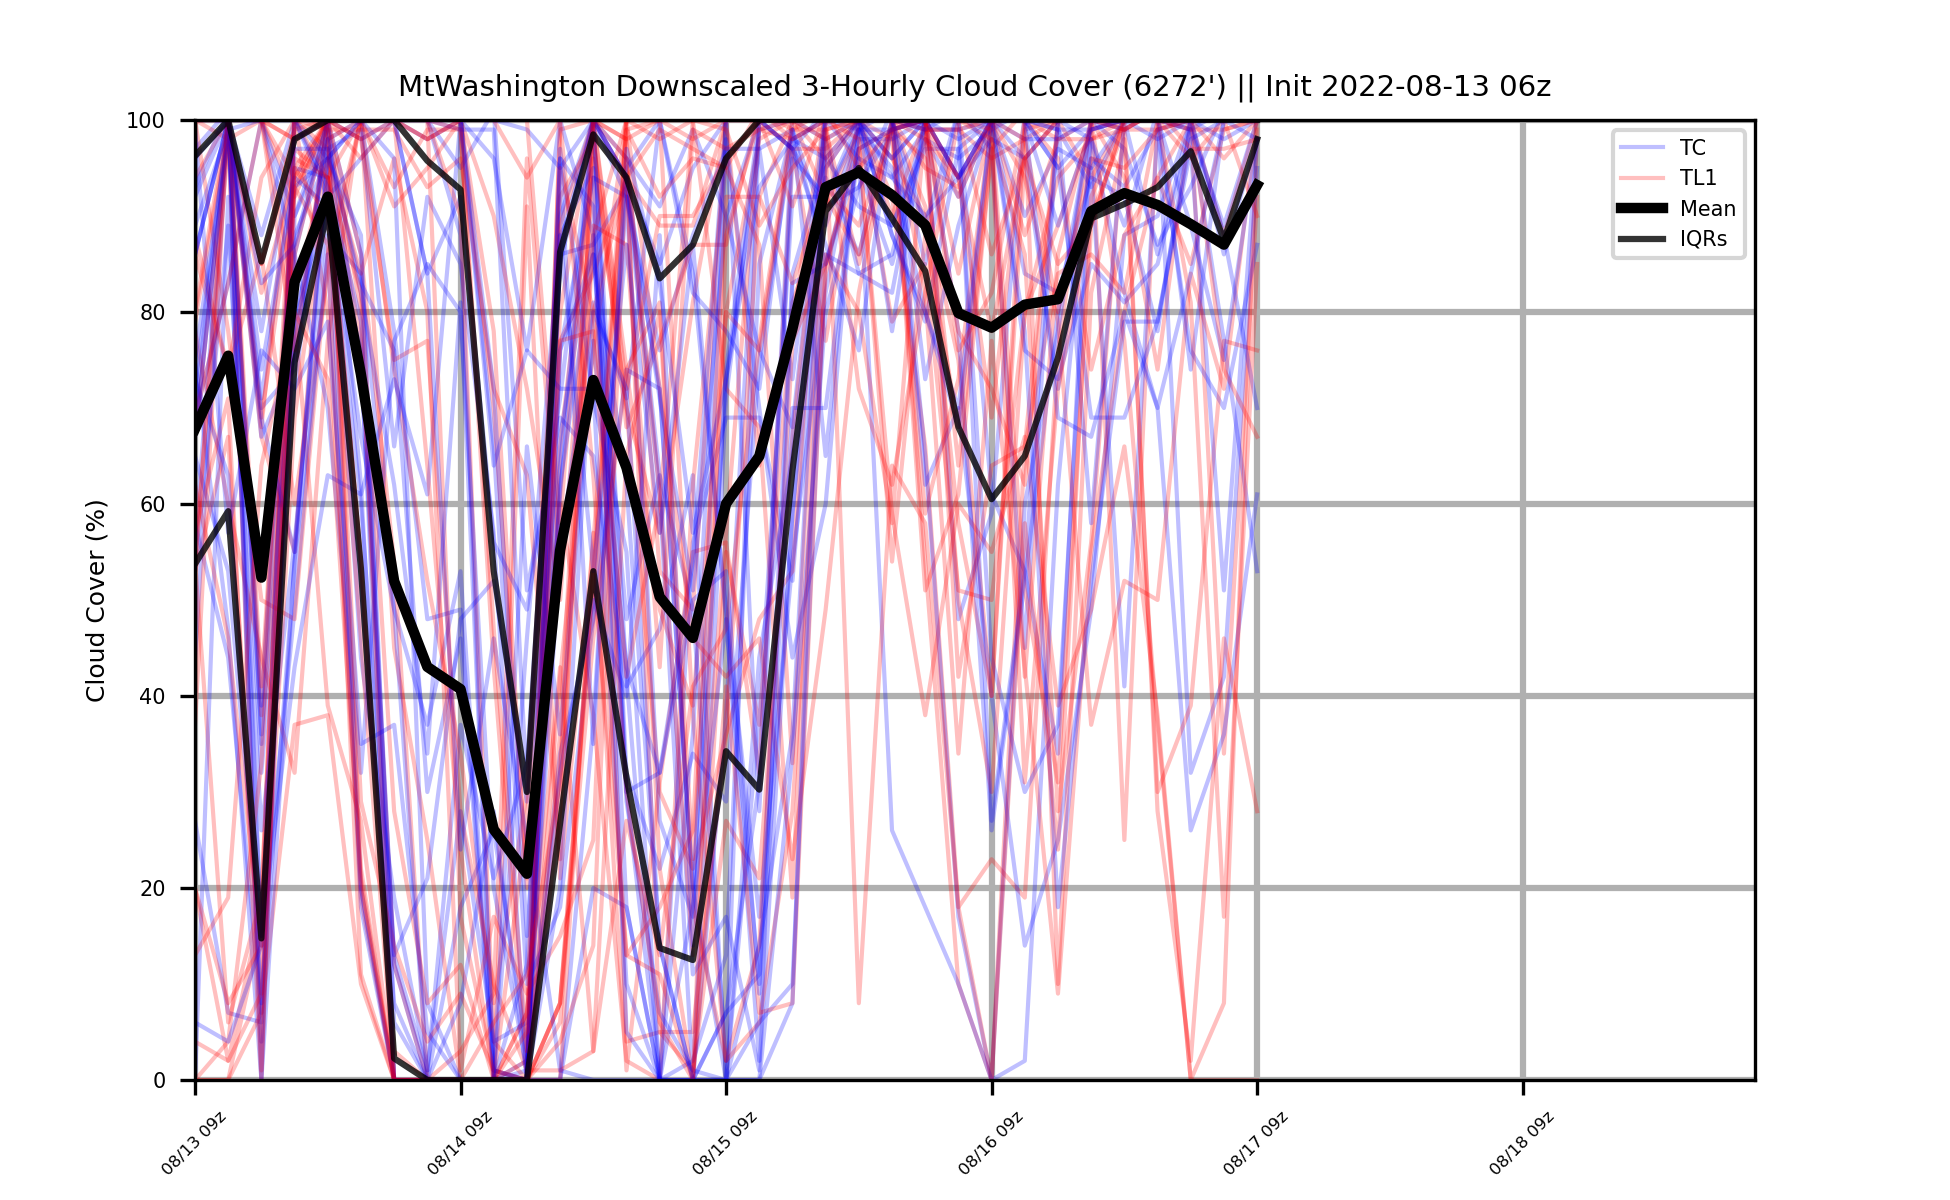 MtWashington Downscaled 3-Hourly Cloud Cover (6272') || Init 2022-08-13 06z
TC
TL1
Mean
IQRs
Cloud Cover (%)
100
80
60
40
20
0
08/13 09z
08/14 09z
08/15 09z
08/16 09z
08/17 09z
08/18 09z